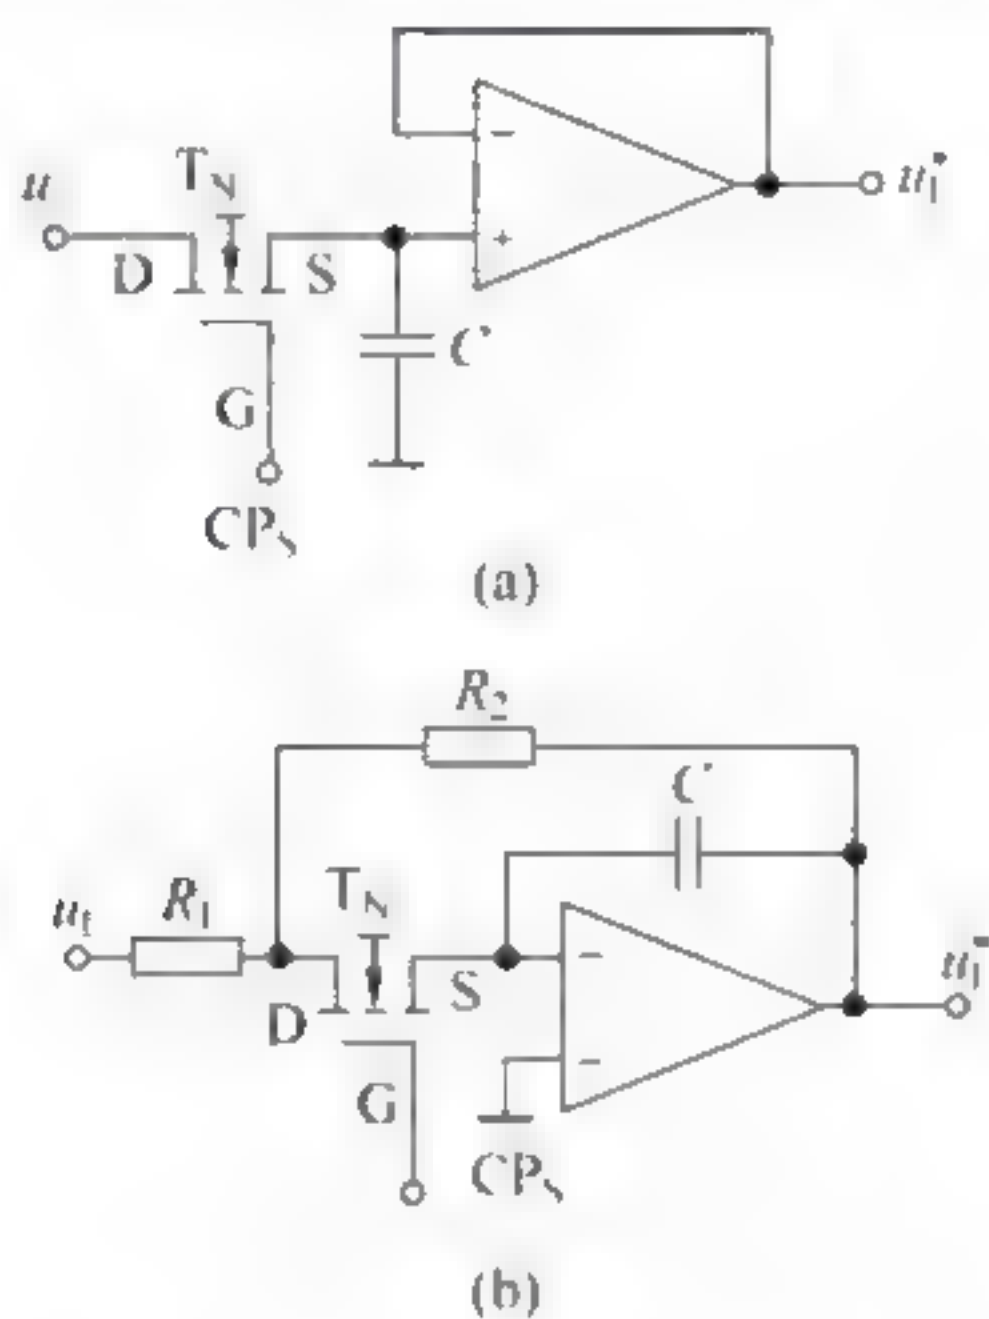 T_N
u
u_I^*
−
+
D
S
C
G
CP_S
(a)
R_2
C
T_N
u_I
R_1
−
u_I^*
S
D
−
G
CP_S
(b)